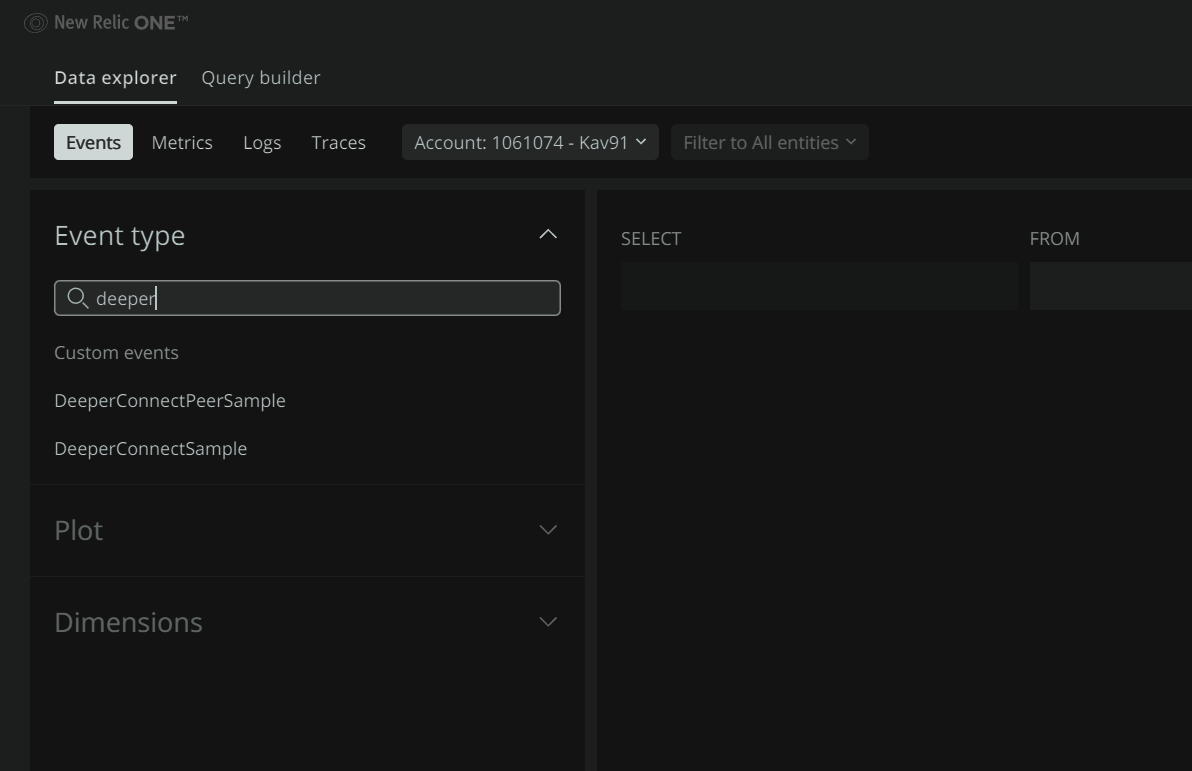 New Relic ONE™
Data explorer Query builder
Events Metrics Logs Traces Account: 1061074 - Kav91 Filter to All entities
Event type
deeper
Custom events
DeeperConnectPeerSample
DeeperConnectSample
Plot
Dimensions
SELECT FROM